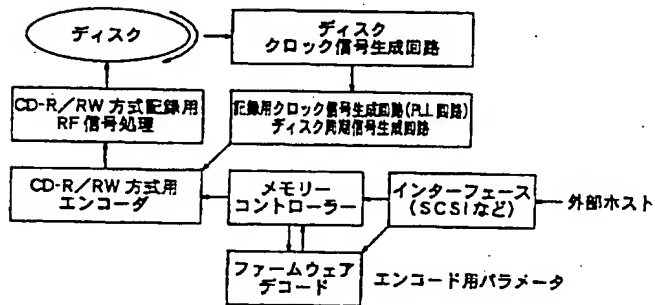 ディスク
ディスク
クロック信号生成回路
CD-R/RW方式記録用
RF信号処理
記録用クロック信号生成回路(PLL回路)
ディスク同期信号生成回路
CD-R/RW方式用
エンコーダ
メモリー
コントローラー
インターフェース
(SCSIなど)
外部ホスト
ファームウェア
デコード
エンコード用パラメータ